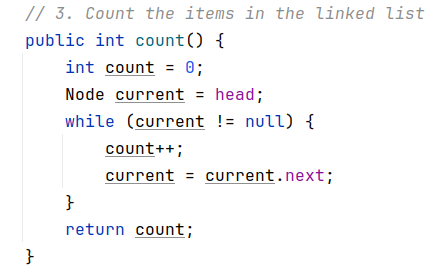 // 3. Count the items in the linked list
public int count() {
    int count = 0;
    Node current = head;
    while (current != null) {
        count++;
        current = current.next;
    }
    return count;
}